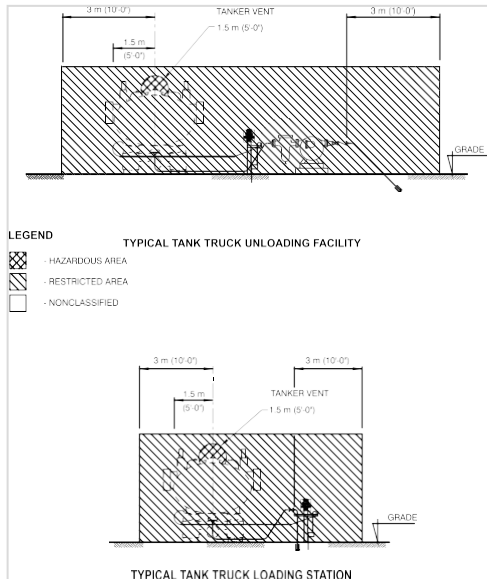 3 m (10'-0")
TANKER VENT
3 m (10'-0")
1.5 m (5'-0")
1.5 m
(5'-0")
GRADE
LEGEND
TYPICAL TANK TRUCK UNLOADING FACILITY
- HAZARDOUS AREA
- RESTRICTED AREA
- NONCLASSIFIED
3 m (10'-0")
3 m (10'-0")
1.5 m
(5'-0")
TANKER VENT
1.5 m (5'-0")
GRADE
TYPICAL TANK TRUCK LOADING STATION